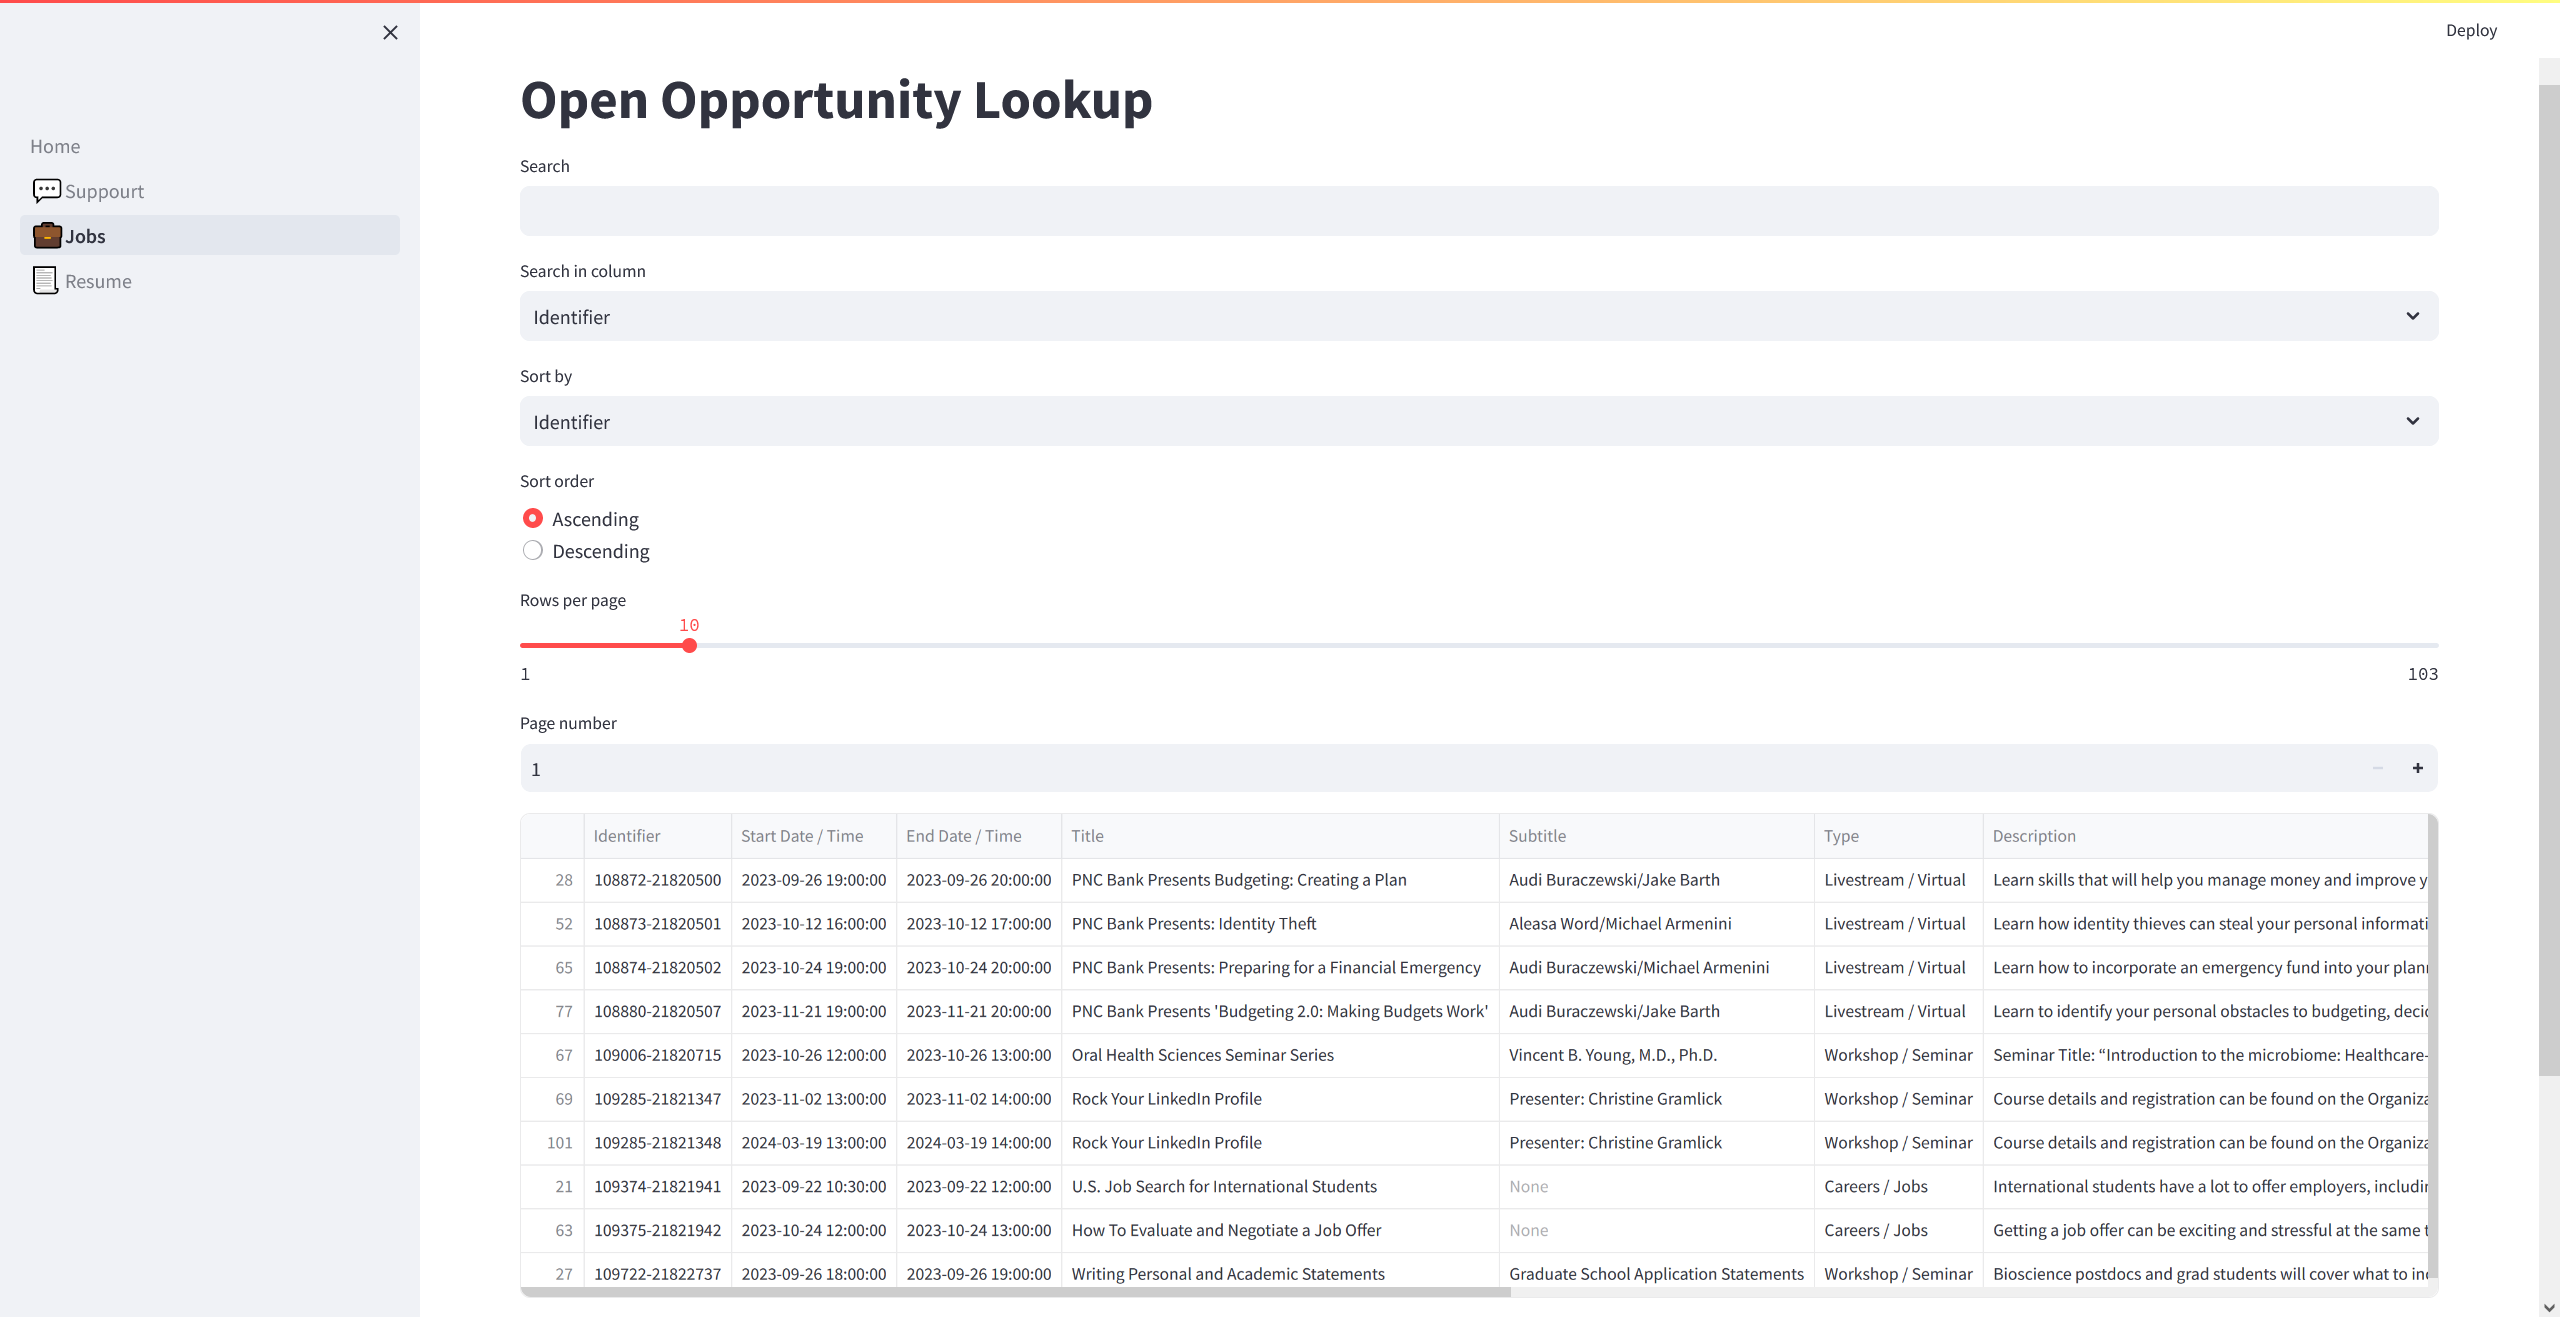 Deploy
Home
Suppourt
Jobs
Resume
Open Opportunity Lookup
Search
Search in column
Identifier
Sort by
Identifier
Sort order
Ascending
Descending
Rows per page
10
1 103
Page number
1
Identifier Start Date / Time End Date / Time Title Subtitle Type Description
28 108872-21820500 2023-09-26 19:00:00 2023-09-26 20:00:00 PNC Bank Presents Budgeting: Creating a Plan Audi Buraczewski/Jake Barth Livestream / Virtual Learn skills that will help you manage money and improve y
52 108873-21820501 2023-10-12 16:00:00 2023-10-12 17:00:00 PNC Bank Presents: Identity Theft Aleasa Word/Michael Armenini Livestream / Virtual Learn how identity thieves can steal your personal informati
65 108874-21820502 2023-10-24 19:00:00 2023-10-24 20:00:00 PNC Bank Presents: Preparing for a Financial Emergency Audi Buraczewski/Michael Armenini Livestream / Virtual Learn how to incorporate an emergency fund into your plan
77 108880-21820507 2023-11-21 19:00:00 2023-11-21 20:00:00 PNC Bank Presents 'Budgeting 2.0: Making Budgets Work' Audi Buraczewski/Jake Barth Livestream / Virtual Learn to identify your personal obstacles to budgeting, deci
67 109006-21820715 2023-10-26 12:00:00 2023-10-26 13:00:00 Oral Health Sciences Seminar Series Vincent B. Young, M.D., Ph.D. Workshop / Seminar Seminar Title: “Introduction to the microbiome: Healthcare-
69 109285-21821347 2023-11-02 13:00:00 2023-11-02 14:00:00 Rock Your LinkedIn Profile Presenter: Christine Gramlick Workshop / Seminar Course details and registration can be found on the Organiza
101 109285-21821348 2024-03-19 13:00:00 2024-03-19 14:00:00 Rock Your LinkedIn Profile Presenter: Christine Gramlick Workshop / Seminar Course details and registration can be found on the Organiza
21 109374-21821941 2023-09-22 10:30:00 2023-09-22 12:00:00 U.S. Job Search for International Students None Careers / Jobs International students have a lot to offer employers, includin
63 109375-21821942 2023-10-24 12:00:00 2023-10-24 13:00:00 How To Evaluate and Negotiate a Job Offer None Careers / Jobs Getting a job offer can be exciting and stressful at the same t
27 109722-21822737 2023-09-26 18:00:00 2023-09-26 19:00:00 Writing Personal and Academic Statements Graduate School Application Statements Workshop / Seminar Bioscience postdocs and grad students will cover what to in